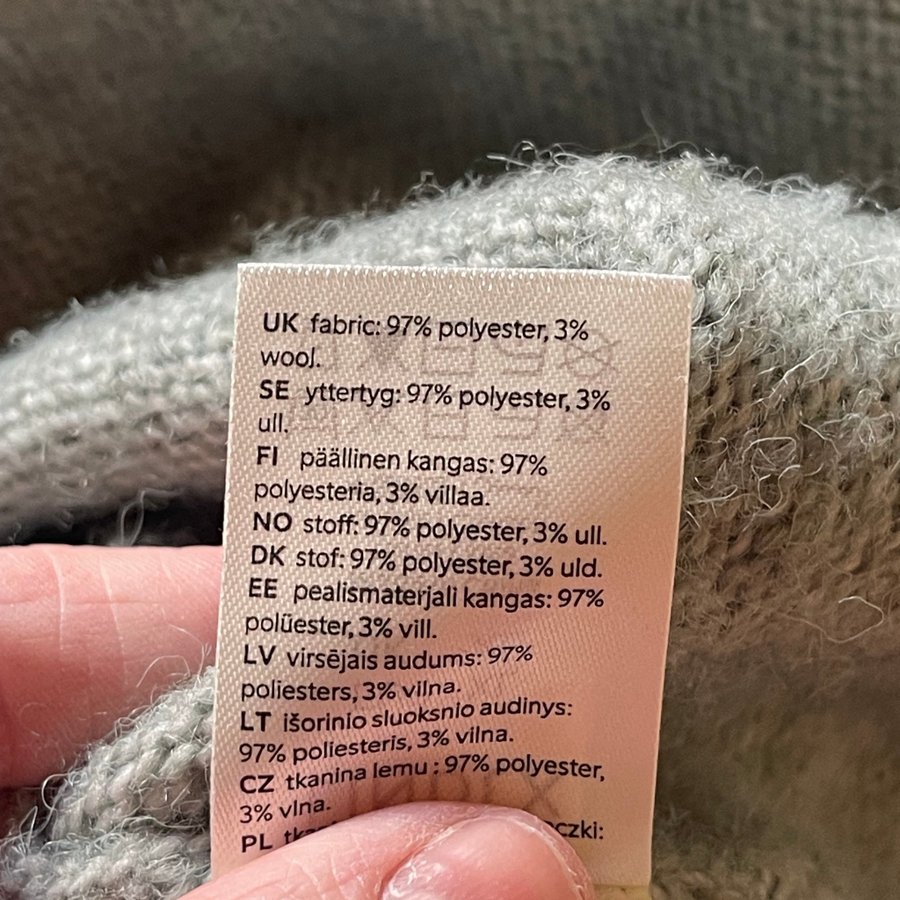 UK fabric: 97% polyester, 3%
wool.
SE yttertyg: 97% polyester, 3%
ull.
FI päällinen kangas: 97%
polyesteria, 3% villaa.
NO stoff: 97% polyester, 3% ull.
DK stof: 97% polyester, 3% uld.
EE pealismaterjali kangas: 97%
polüester, 3% vill.
LV virsējais audums: 97%
poliesters, 3% vilna.
LT išorinio sluoksnio audinys:
97% poliesteris, 3% vilna.
CZ tkanina lemu : 97% polyester,
3% vlna.
PL